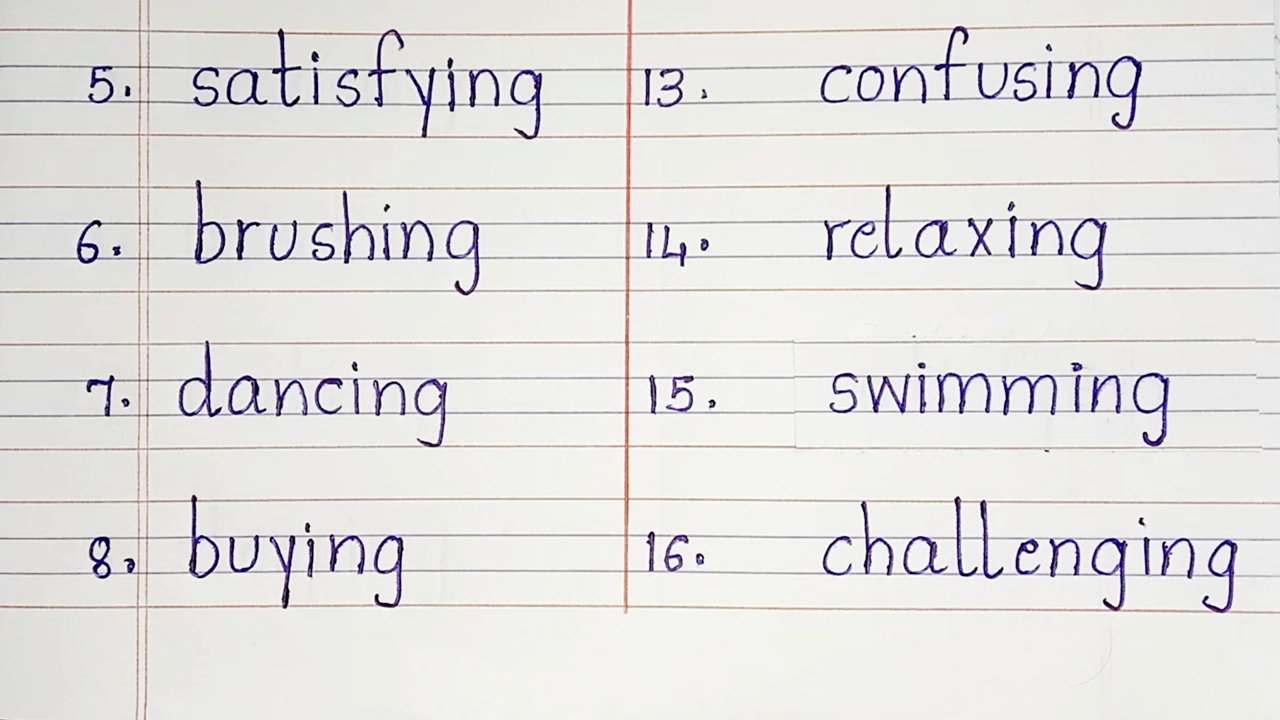 5. satisfying 13. confusing
6. brushing 14. relaxing
7. dancing 15. swimming
8. buying 16. challenging